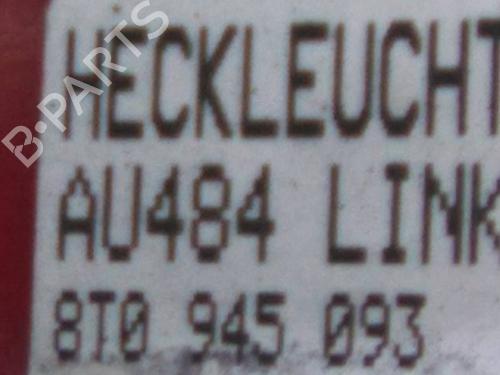 HECKLEUCHT
AU484 LINK
8T0 945 093
B-PARTS